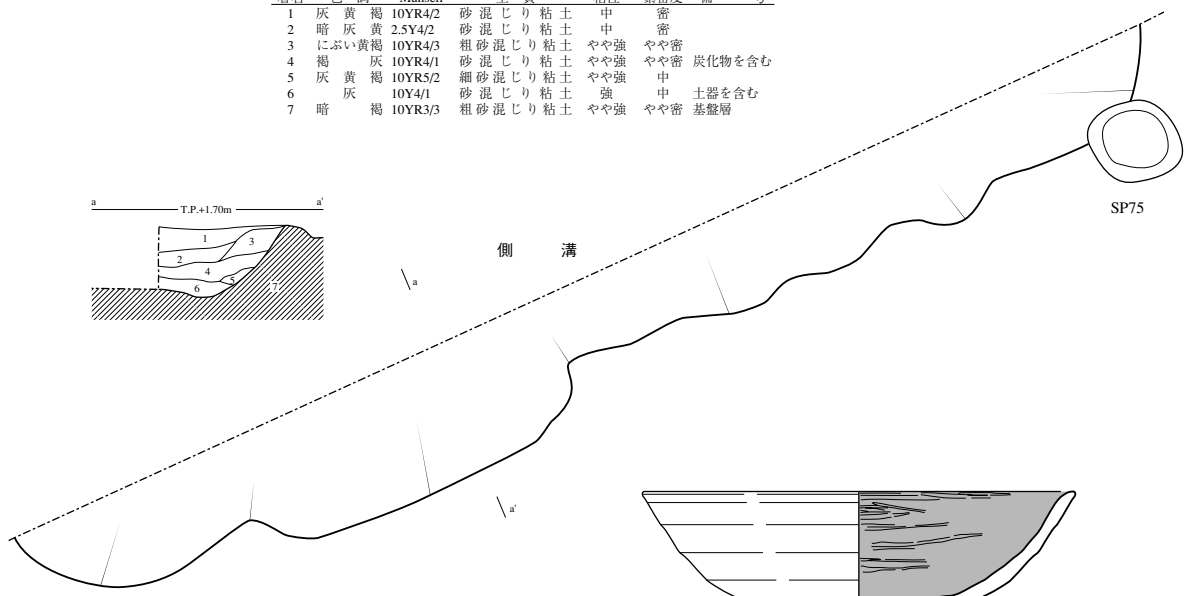 1 灰黄褐 10YR4/2 砂混じり粘土 中 密
2 暗灰黄 2.5Y4/2 砂混じり粘土 中 密
3 にぶい黄褐 10YR4/3 粗砂混じり粘土 やや強 やや密
4 褐灰 10YR4/1 砂混じり粘土 やや強 やや密 炭化物を含む
5 灰黄褐 10YR5/2 細砂混じり粘土 やや強 中
6 灰 10Y4/1 砂混じり粘土 強 中 土器を含む
7 暗褐 10YR3/3 粗砂混じり粘土 やや強 やや密 基盤層
a a'
T.P.+1.70m
1
3
2
4
5
6
7
側溝
a
a'
SP75